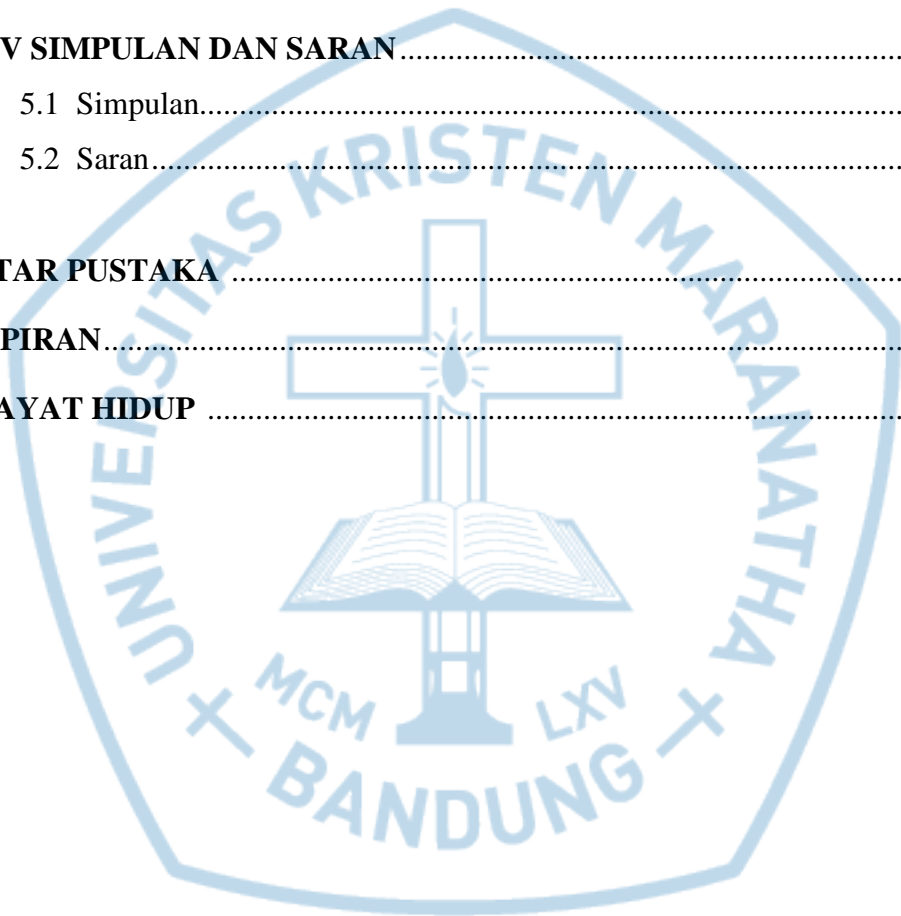 V SIMPULAN DAN SARAN........................................................................
5.1 Simpulan........................................................................
5.2 Saran........................................................................
TAR PUSTAKA ........................................................................
PIRAN........................................................................
AYAT HIDUP ........................................................................
UNIVERSITAS KRISTEN MARANATHA
MCM LXV
BANDUNG